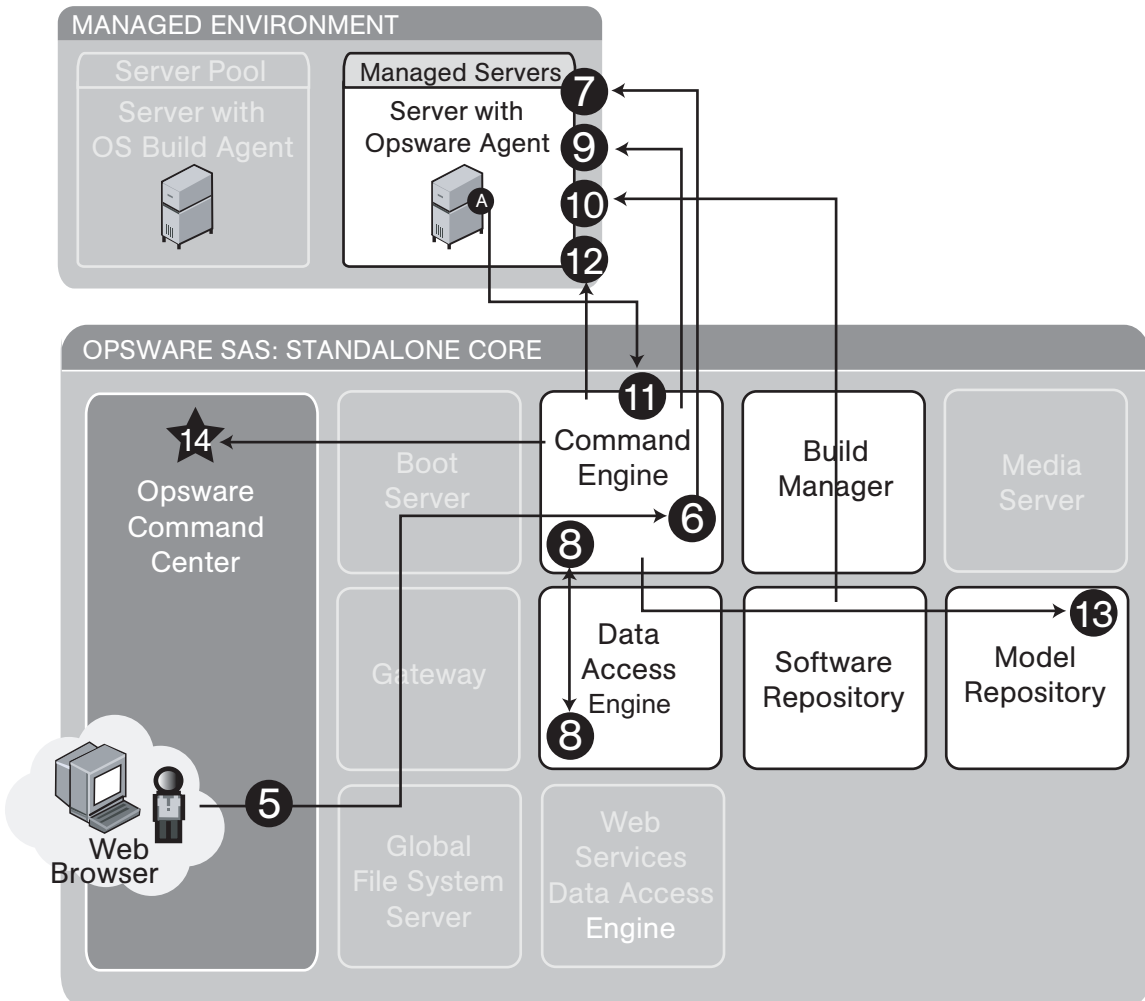 MANAGED ENVIRONMENT
Server Pool
Server with
OS Build Agent
Managed Servers
Server with
Opsware Agent
A
7
9
10
12
OPSWARE SAS: STANDALONE CORE
14
Opsware
Command
Center
Boot
Server
11
Command
Engine
6
8
Build
Manager
Media
Server
Gateway
Data
Access
Engine
8
Software
Repository
13
Model
Repository
Web
Browser
5
Global
File System
Server
Web
Services
Data Access
Engine